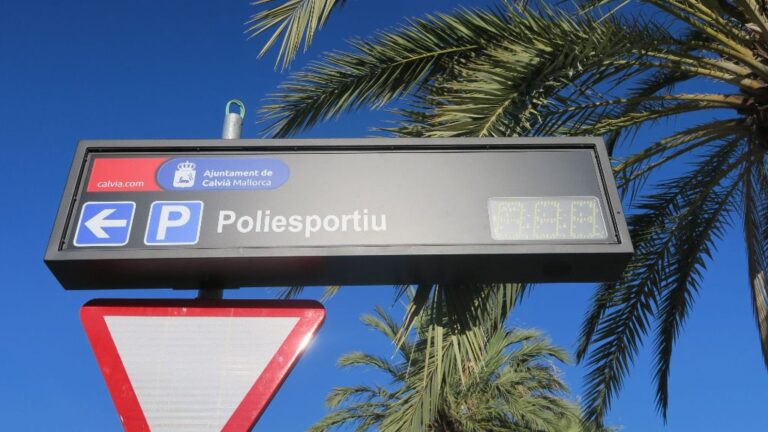 calvia.com
Ajuntament de
Calvià Mallorca
P Poliesportiu